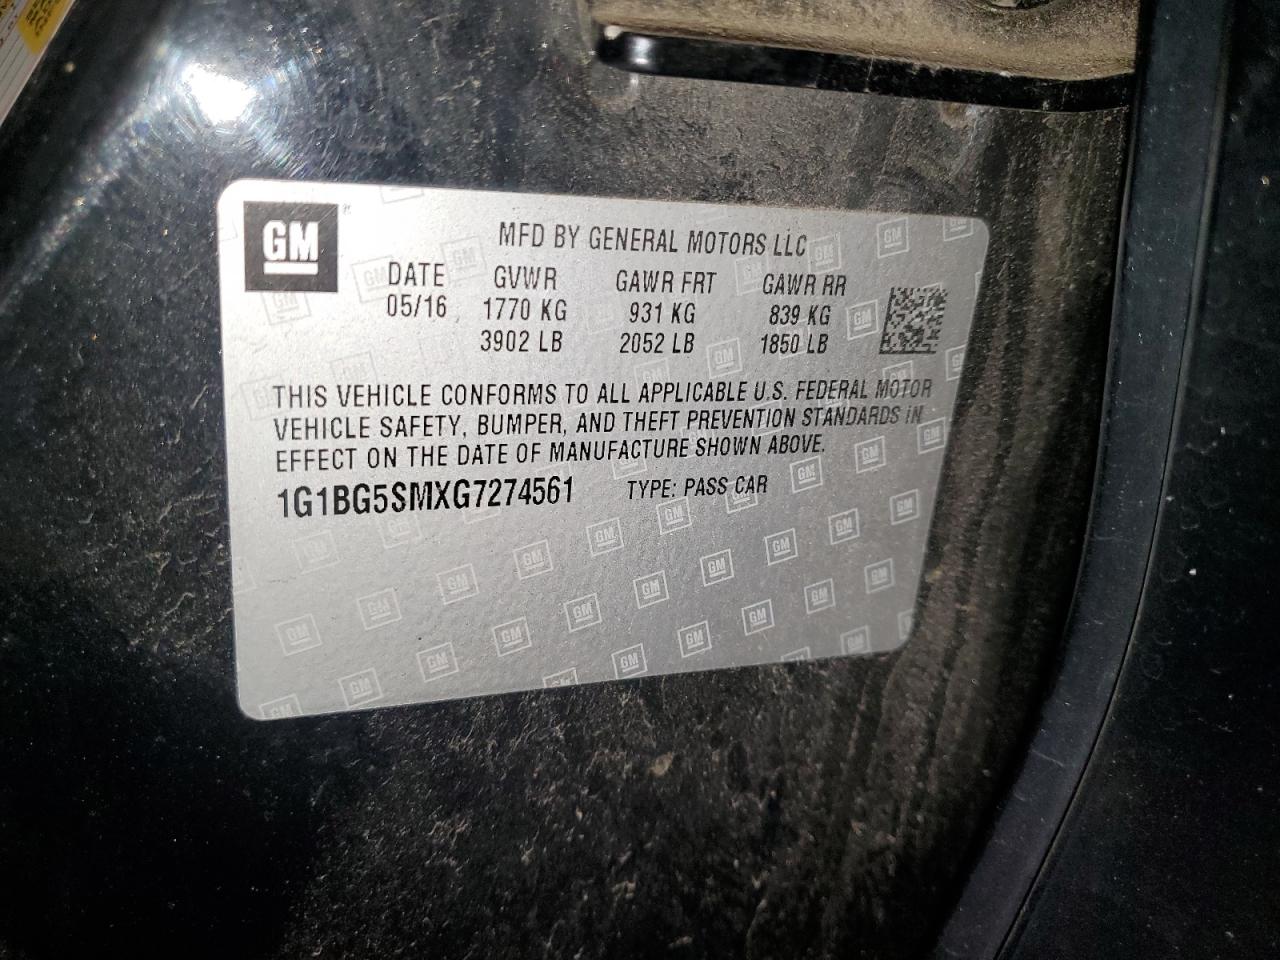 GM
MFD BY GENERAL MOTORS LLC
DATE GVWR GAWR FRT GAWR RR
05/16 1770 KG 931 KG 839 KG
3902 LB 2052 LB 1850 LB
THIS VEHICLE CONFORMS TO ALL APPLICABLE U.S. FEDERAL MOTOR
VEHICLE SAFETY, BUMPER, AND THEFT PREVENTION STANDARDS IN
EFFECT ON THE DATE OF MANUFACTURE SHOWN ABOVE.
1G1BG5SMXG7274561 TYPE: PASS CAR